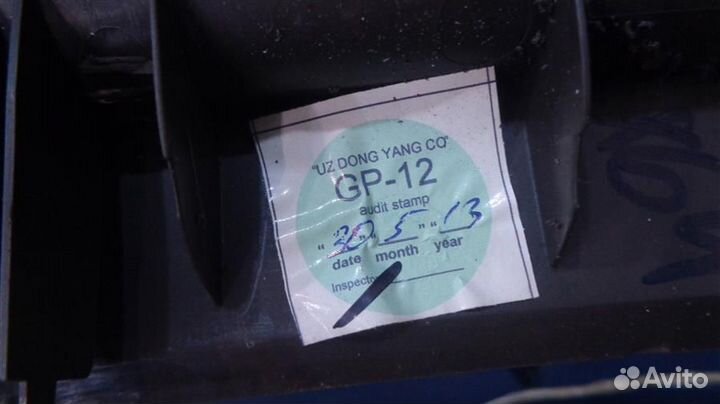 "UZ DONG YANG CO"
GP-12
audit stamp
"30" "5" "13
date month year
Inspector
Avito